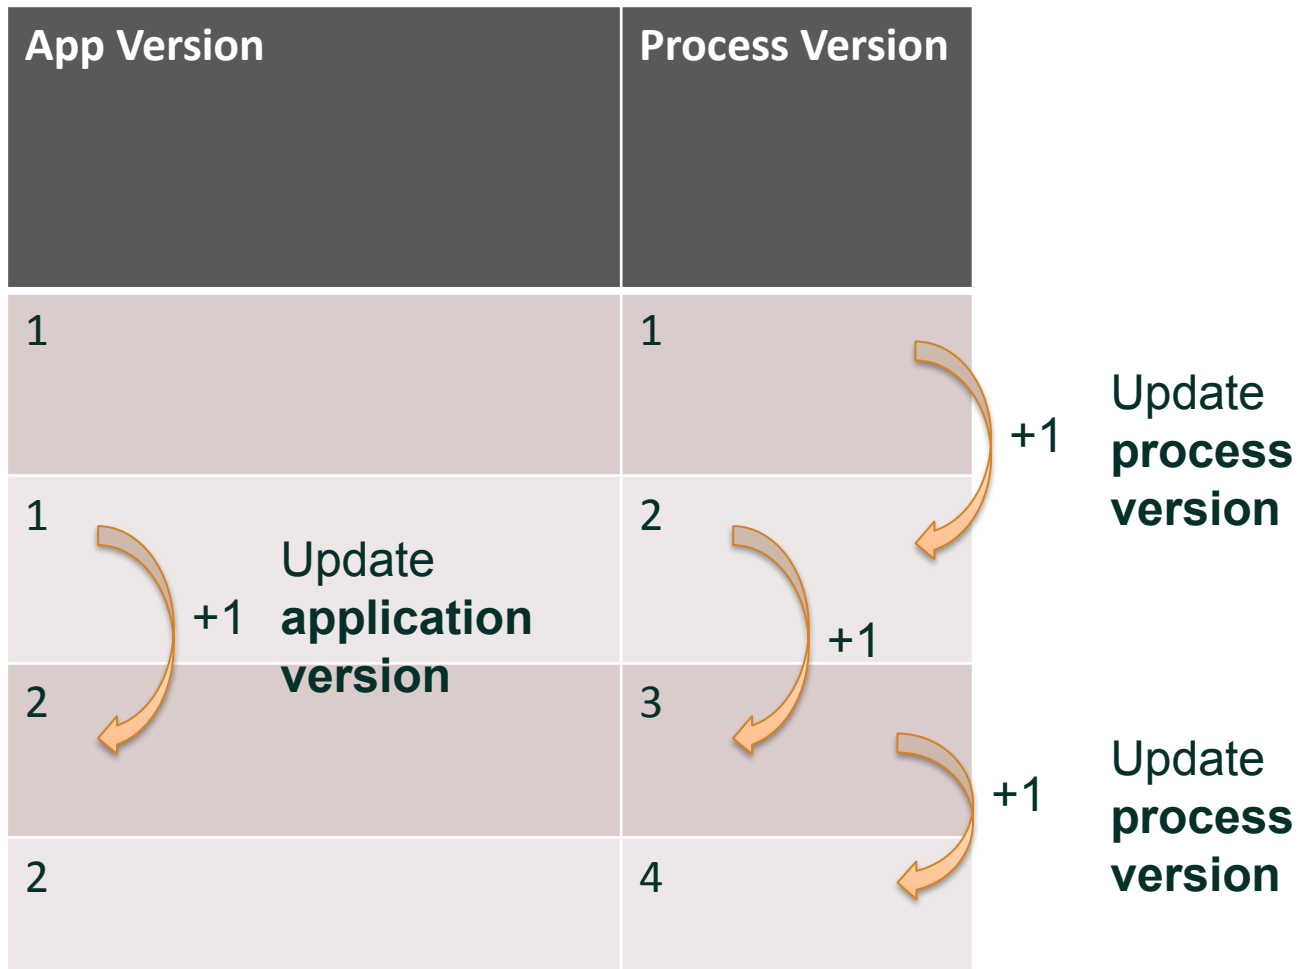 App Version
Process Version
1
1
+1
Update
process
version
1
+1
Update
application
version
2
+1
2
3
+1
Update
process
version
2
4